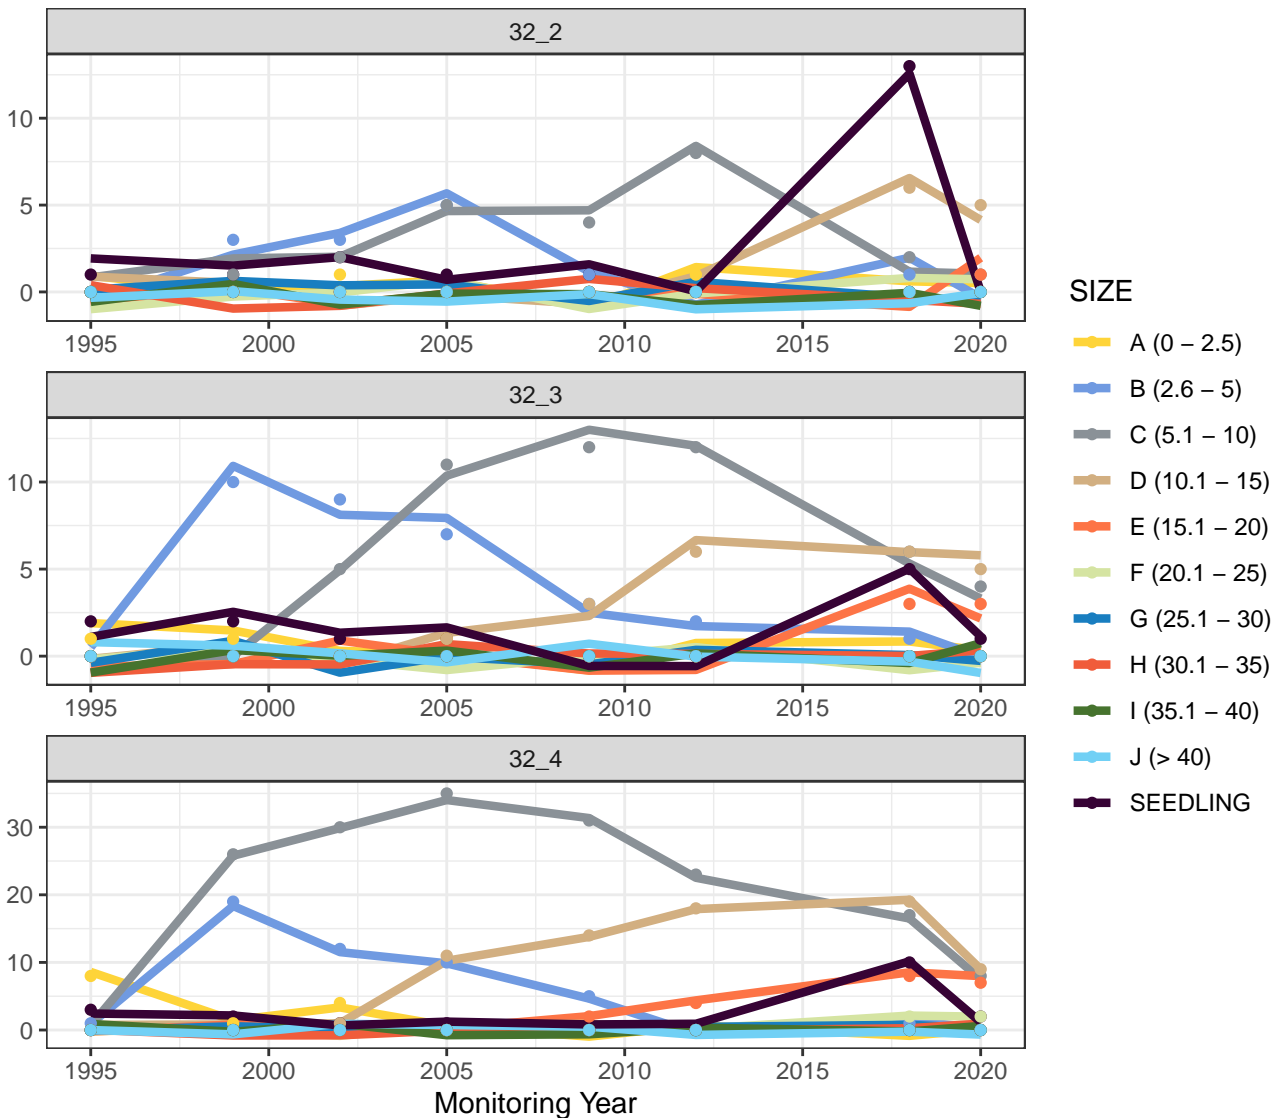 32_2
10
5
0
1995 2000 2005 2010 2015 2020
32_3
10
5
0
1995 2000 2005 2010 2015 2020
32_4
30
20
10
0
1995 2000 2005 2010 2015 2020
Monitoring Year
SIZE
A (0 − 2.5)
B (2.6 − 5)
C (5.1 − 10)
D (10.1 − 15)
E (15.1 − 20)
F (20.1 − 25)
G (25.1 − 30)
H (30.1 − 35)
I (35.1 − 40)
J (> 40)
SEEDLING